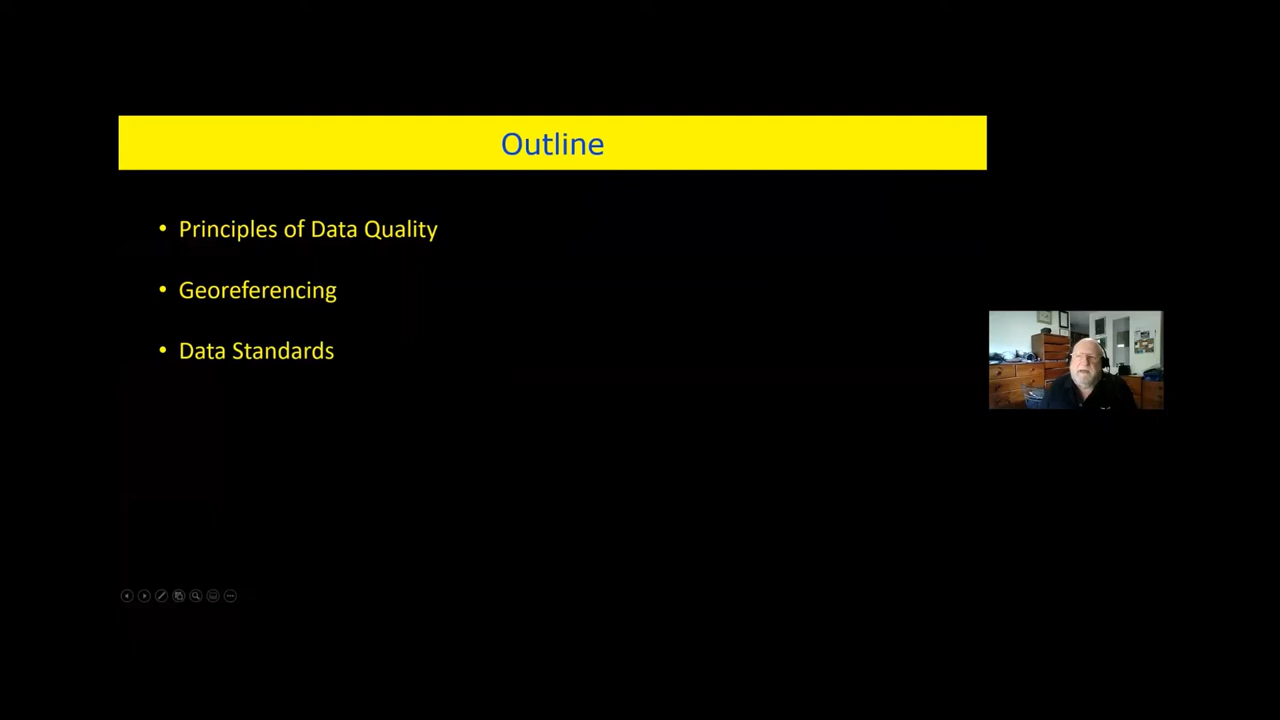 Outline
• Principles of Data Quality
• Georeferencing
• Data Standards